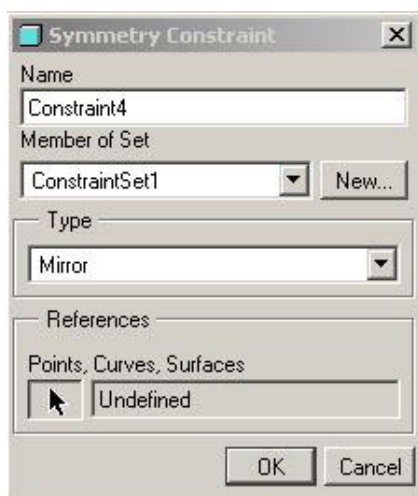 Symmetry Constraint
Name
Constraint4
Member of Set
ConstraintSet1 New...
Type
Mirror
References
Points, Curves, Surfaces
Undefined
OK Cancel